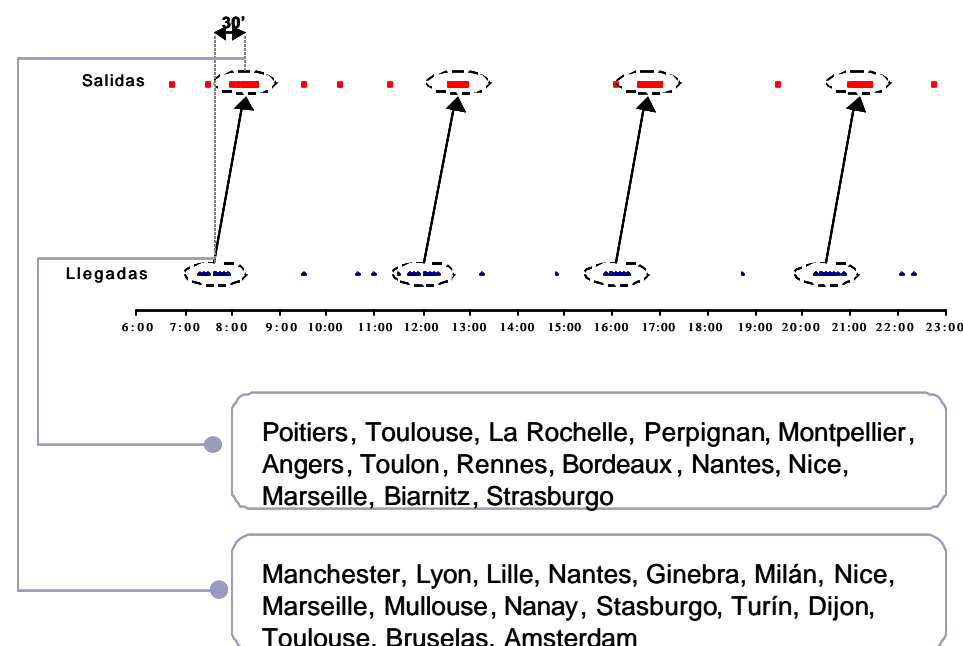 30'
Salidas
Llegadas
6:00 7:00 8:00 9:00 10:00 11:00 12:00 13:00 14:00 15:00 16:00 17:00 18:00 19:00 20:00 21:00 22:00 23:00
Poitiers, Toulouse, La Rochelle, Perpignan, Montpellier,
Angers, Toulon, Rennes, Bordeaux, Nantes, Nice,
Marseille, Biarnitz, Strasburgo
Manchester, Lyon, Lille, Nantes, Ginebra, Milán, Nice,
Marseille, Mullouse, Nanay, Stasburgo, Turín, Dijon,
Toulouse, Bruselas, Amsterdam